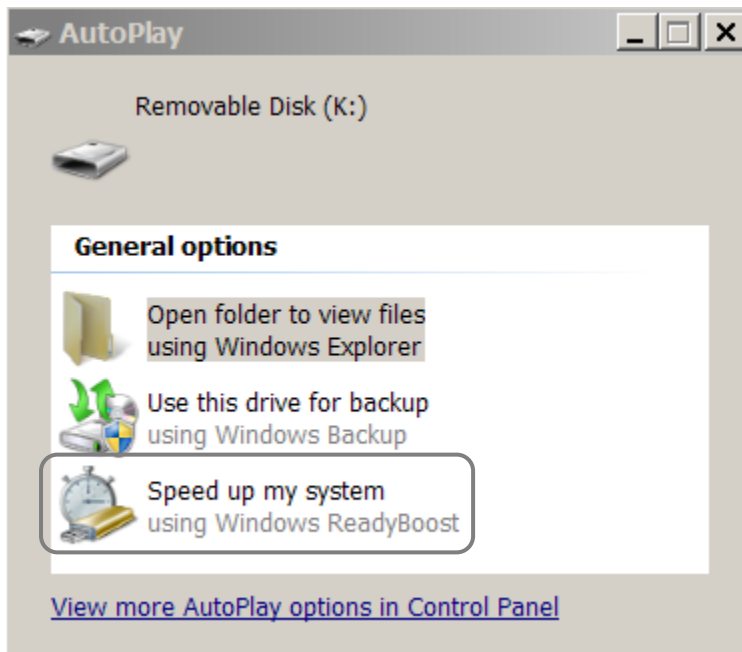 AutoPlay
Removable Disk (K:)
General options
Open folder to view files
using Windows Explorer
Use this drive for backup
using Windows Backup
Speed up my system
using Windows ReadyBoost
View more AutoPlay options in Control Panel